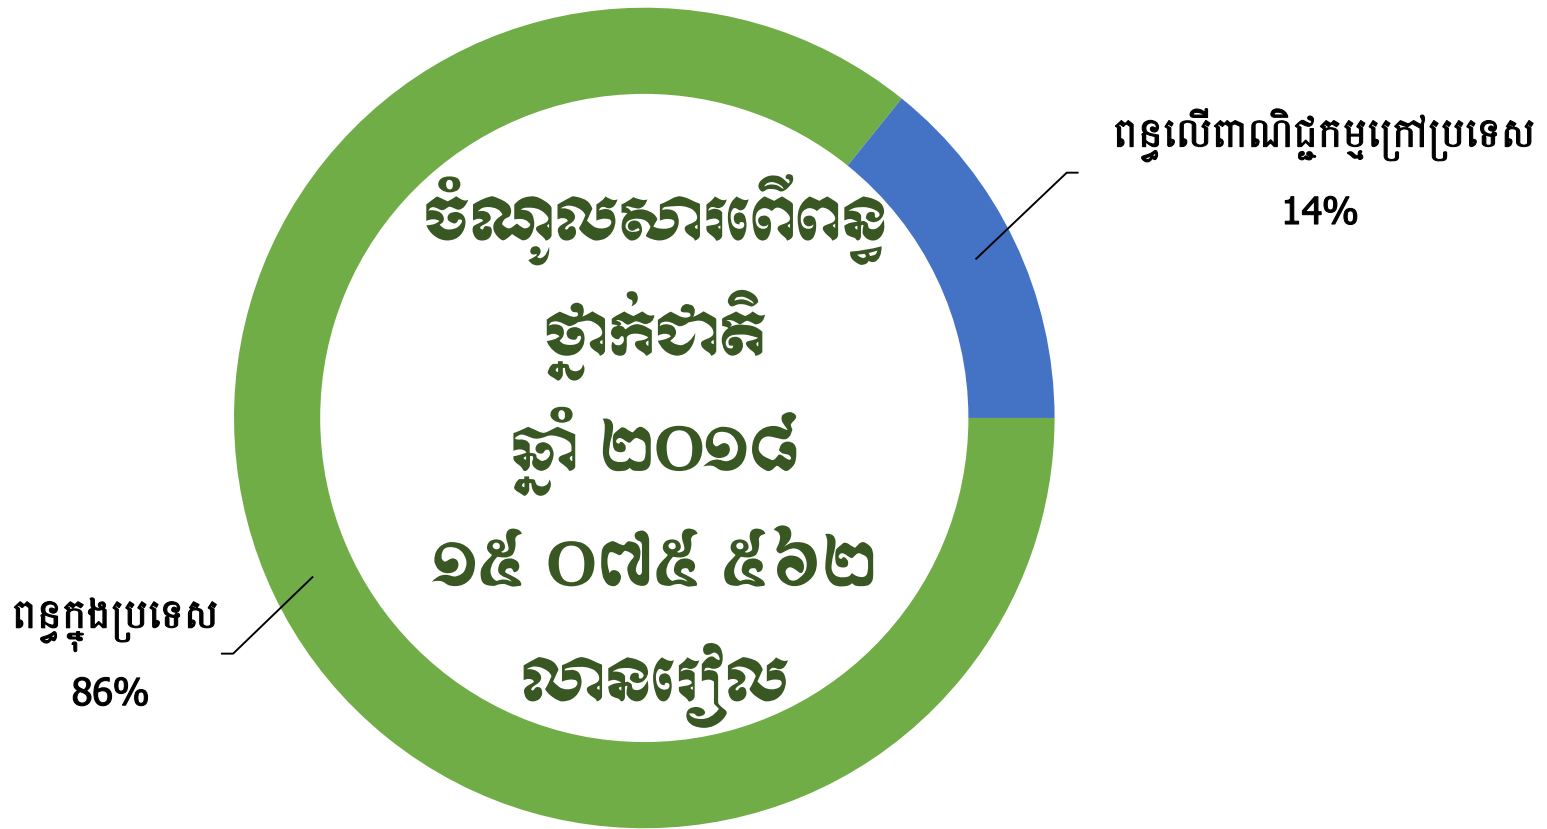 ពន្ធលើពាណិជ្ជកម្មក្រៅប្រទេស
14%
ចំណូលសារពើពន្ធ
ថ្នាក់ជាតិ
ឆ្នាំ ២០១៨
១៥ ០៧៥ ៥៦២
លានរៀល
ពន្ធក្នុងប្រទេស
86%